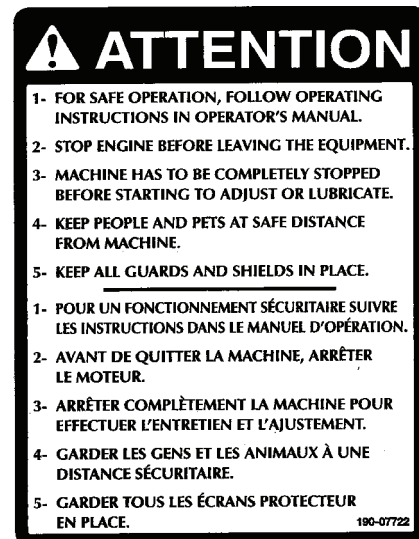 ATTENTION
1- FOR SAFE OPERATION, FOLLOW OPERATING
INSTRUCTIONS IN OPERATOR'S MANUAL.
2- STOP ENGINE BEFORE LEAVING THE EQUIPMENT.
3- MACHINE HAS TO BE COMPLETELY STOPPED
BEFORE STARTING TO ADJUST OR LUBRICATE.
4- KEEP PEOPLE AND PETS AT SAFE DISTANCE
FROM MACHINE.
5- KEEP ALL GUARDS AND SHIELDS IN PLACE.
1- POUR UN FONCTIONNEMENT SÉCURITAIRE SUIVRE
LES INSTRUCTIONS DANS LE MANUEL D'OPÉRATION.
2- AVANT DE QUITTER LA MACHINE, ARRÊTER
LE MOTEUR.
3- ARRÊTER COMPLÈTEMENT LA MACHINE POUR
EFFECTUER L'ENTRETIEN ET L'AJUSTEMENT.
4- GARDER LES GENS ET LES ANIMAUX À UNE
DISTANCE SÉCURITAIRE.
5- GARDER TOUS LES ÉCRANS PROTECTEUR
EN PLACE.
190-07722